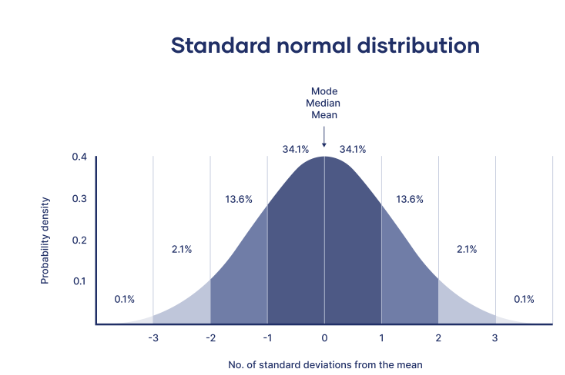 Standard normal distribution
Mode
Median
Mean
34.1% 34.1%
0.4
0.3
13.6% 13.6%
0.2
2.1% 2.1%
0.1
0.1% 0.1%
Probability density
-3 -2 -1 0 1 2 3
No. of standard deviations from the mean